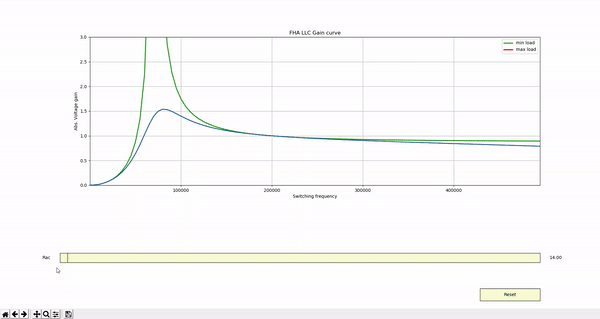 FHA LLC Gain curve
3.0
2.5
2.0
1.5
1.0
0.5
0.0
Abs. Voltage gain
min load
max load
100000 200000 300000 400000
Switching frequency
Rac 14.00
Reset